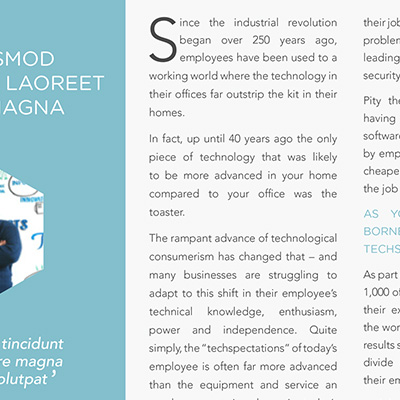 SMOD
LAOREET
MAGNA
tincidunt
re magna
olutpat ’
Since the industrial revolution
began over 250 years ago,
employees have been used to a
working world where the technology in
their offices far outstrip the kit in their
homes.
In fact, up until 40 years ago the only
piece of technology that was likely
to be more advanced in your home
compared to your office was the
toaster.
The rampant advance of technological
consumerism has changed that – and
many businesses are struggling to
adapt to this shift in their employee’s
technical knowledge, enthusiasm,
power and independence. Quite
simply, the “techspectations” of today’s
employee is often far more advanced
than the equipment and service an
their jo
problem
leading
security
Pity th
having
softwar
by emp
cheape
the job
AS YO
BORNE
TECHS
As part
1,000 o
their ex
the wor
results s
divide
their em